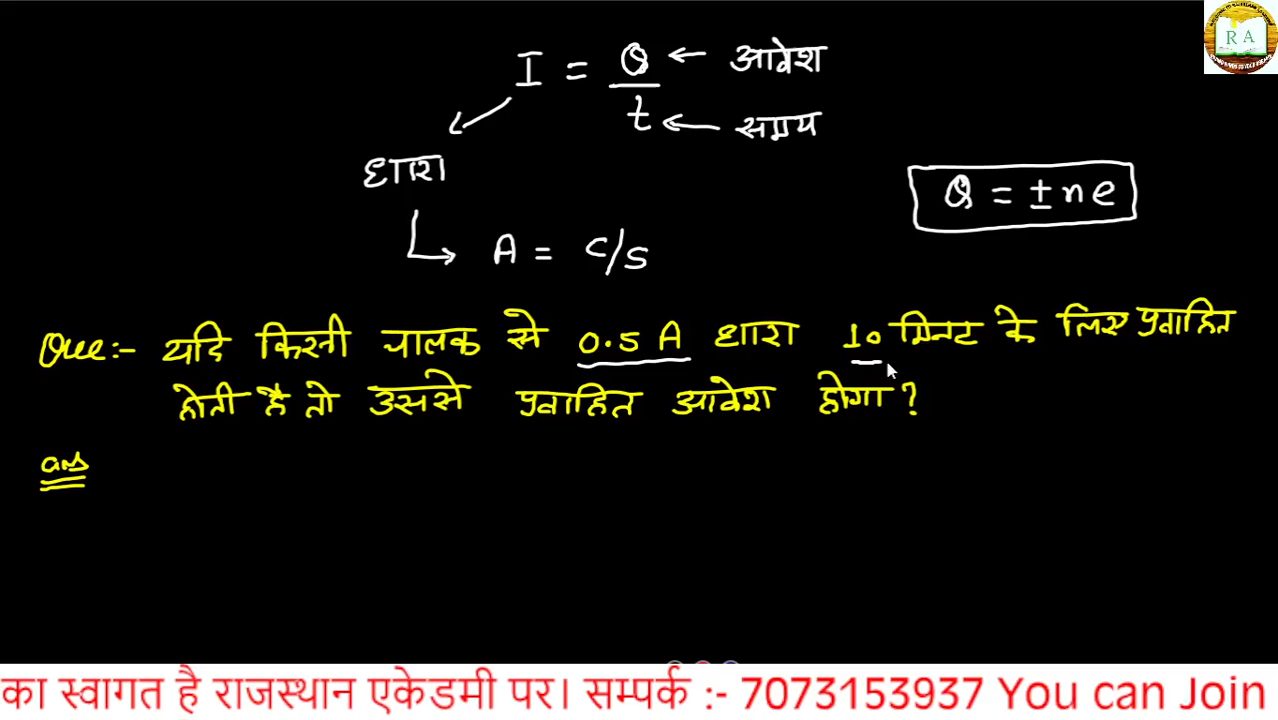 R A
I = Q/t ← आवेश
← समय
धारा
Q = ±ne
A = C/S
Que:- यदि किसी चालक से 0.5 A धारा 10 मिनट के लिए प्रवाहित
होती है तो उससे प्रवाहित आवेश होगा ?
ans
का स्वागत है राजस्थान एकेडमी पर। सम्पर्क :- 7073153937 You can Join